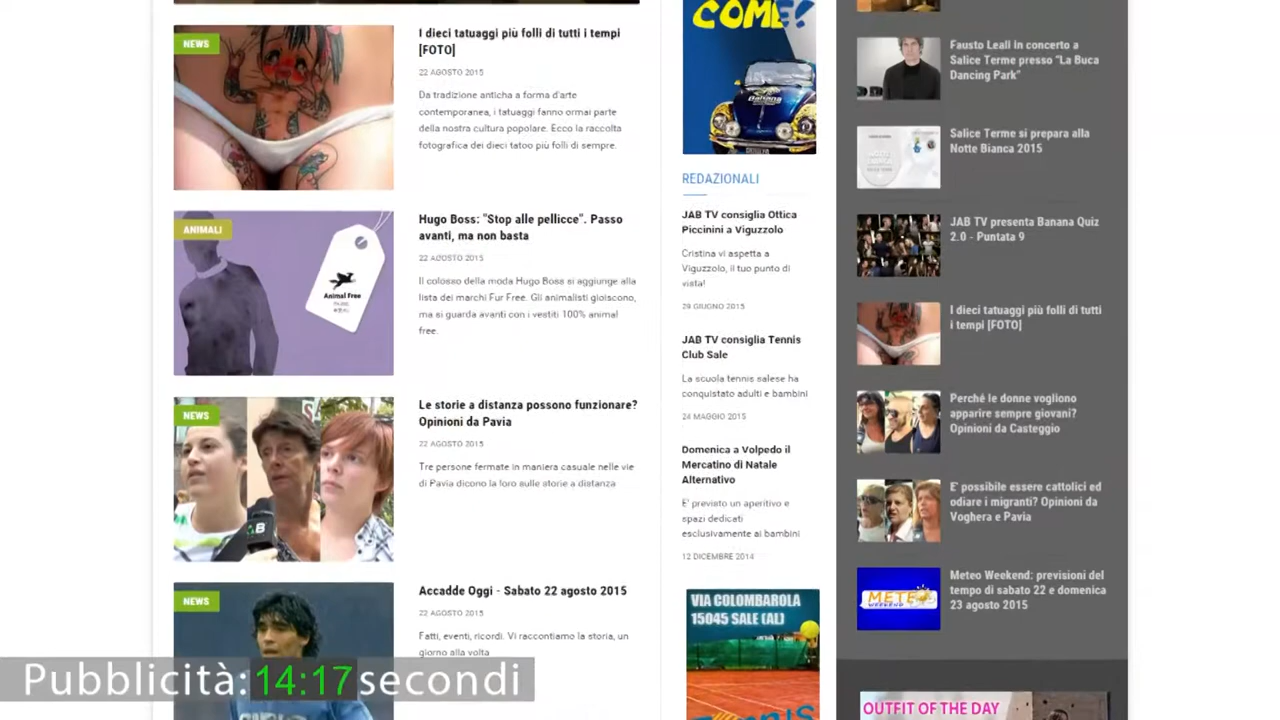 NEWS
I dieci tatuaggi più folli di tutti i tempi
[FOTO]
22 AGOSTO 2015
Da tradizione antiche a forma d'arte
contemporanea, i tatuaggi fanno ormai parte
della nostra cultura popolare. Ecco la raccolta
fotografica dei dieci tatoo più folli di sempre.
ANIMALI
Animal Free
Hugo Boss: "Stop alle pellicce". Passo
avanti, ma non basta
22 AGOSTO 2015
Il colosso della moda Hugo Boss si aggiunge alla
lista dei marchi Fur Free. Gli animalisti gioiscono,
ma si guarda avanti con i vestiti 100% animal
free.
NEWS
Le storie a distanza possono funzionare?
Opinioni da Pavia
22 AGOSTO 2015
Tre persone fermate in maniera casuale nelle vie
di Pavia dicono la loro sulle storie a distanza
NEWS
Accadde Oggi - Sabato 22 agosto 2015
22 AGOSTO 2015
Fatti, eventi, ricordi. Vi raccontiamo la storia, un
giorno alla volta
COME!
REDAZIONALI
JAB TV consiglia Ottica
Piccinini a Viguzzolo
Cristina vi aspetta a
Viguzzolo, il tuo punto di
vista!
29 GIUGNO 2015
JAB TV consiglia Tennis
Club Sale
La scuola tennis salese ha
conquistato adulti e bambini
24 MAGGIO 2015
Domenica a Volpedo il
Mercatino di Natale
Alternativo
E' previsto un aperitivo e
spazi dedicati
esclusivamente ai bambini
12 DICEMBRE 2014
VIA COLOMBAROLA
15045 SALE (AL)
TENNIS
Fausto Leali in concerto a
Salice Terme presso "La Buca
Dancing Park"
Salice Terme si prepara alla
Notte Bianca 2015
JAB TV presenta Banana Quiz
2.0 - Puntata 9
I dieci tatuaggi più folli di tutti
i tempi [FOTO]
Perché le donne vogliono
apparire sempre giovani?
Opinioni da Casteggio
E' possibile essere cattolici ed
odiare i migranti? Opinioni da
Voghera e Pavia
METEO
WEEKEND
Meteo Weekend: previsioni del
tempo di sabato 22 e domenica
23 agosto 2015
OUTFIT OF THE DAY
Pubblicità: 14:17 secondi